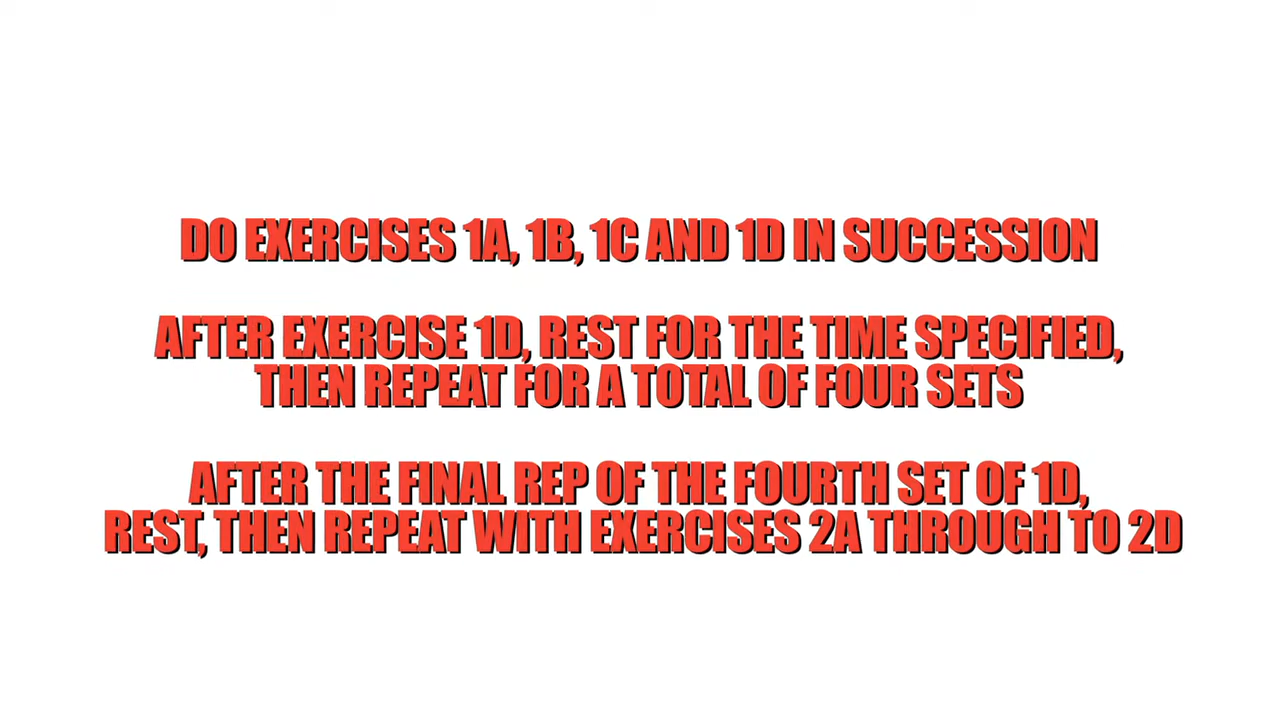 DO EXERCISES 1A, 1B, 1C AND 1D IN SUCCESSION
AFTER EXERCISE 1D, REST FOR THE TIME SPECIFIED,
THEN REPEAT FOR A TOTAL OF FOUR SETS
AFTER THE FINAL REP OF THE FOURTH SET OF 1D,
REST, THEN REPEAT WITH EXERCISES 2A THROUGH TO 2D